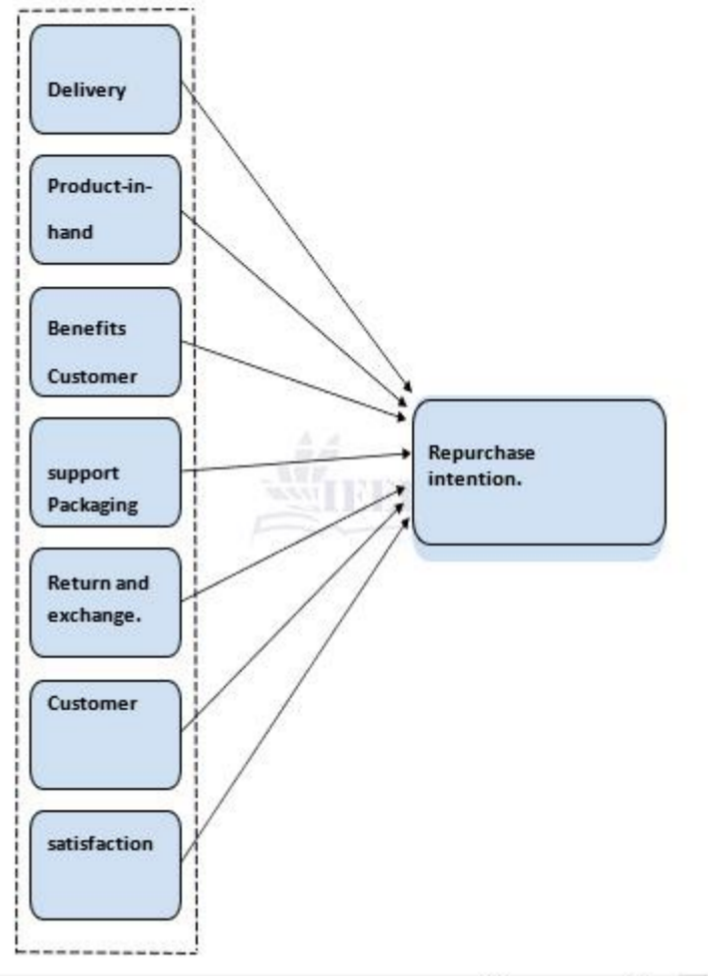 Delivery
Product-in-
hand
Benefits
Customer
support
Packaging
Return and
exchange.
Customer
satisfaction
Repurchase
intention.